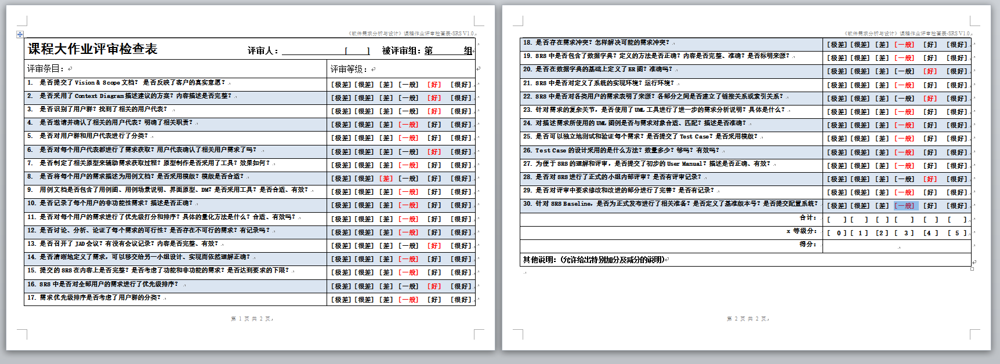 《软件需求分析与设计》课程作业评审检查表-SRS V1.0
课程大作业评审检查表 评审人: [ ] 被评审组: 第 组
评审条目: 评审等级:
1. 是否提交了 Vision & Scope 文档? 是否反映了客户的真实意愿? [极差] [很差] [差] [一般] [好] [很好]
2. 是否采用了 Context Diagram 描述建议的方案? 内容描述是否完整? [极差] [很差] [差] [一般] [好] [很好]
3. 是否识别了用户群? 找到了相关的用户代表? [极差] [很差] [差] [一般] [好] [很好]
4. 是否邀请并确认了相关的用户代表? 明确了相关职责? [极差] [很差] [差] [一般] [好] [很好]
5. 是否对用户群和用户代表进行了分类? [极差] [很差] [差] [一般] [好] [很好]
6. 是否对每个用户代表都进行了需求获取? 用户代表确认了相关用户需求了吗? [极差] [很差] [差] [一般] [好] [很好]
7. 是否制定了相关原型来辅助需求获取过程? 原型制作是否采用了工具? 效果如何? [极差] [很差] [差] [一般] [好] [很好]
8. 是否将每个用户的需求描述为用例文档? 是否采用模版? 模版是否合适? [极差] [很差] [差] [一般] [好] [很好]
9. 用例文档是否包含了用例图、用例场景说明、界面原型、DM? 是否采用工具? 是否合适、有效? [极差] [很差] [差] [一般] [好] [很好]
10. 是否记录了每个用户的非功能性需求? 描述是否正确? [极差] [很差] [差] [一般] [好] [很好]
11. 是否对每个用户的需求进行了优先级打分和排序? 具体的量化方法是什么? 合适、有效吗? [极差] [很差] [差] [一般] [好] [很好]
12. 是否讨论、分析、论证了每个需求的可行性? 是否存在不可行的需求? 有记录吗? [极差] [很差] [差] [一般] [好] [很好]
13. 是否召开了 JAD 会议? 有没有会议记录? 内容是否完整、有效? [极差] [很差] [差] [一般] [好] [很好]
14. 是否清晰地定义了需求, 可以移交给另一小组设计、实现而依然理解正确? [极差] [很差] [差] [一般] [好] [很好]
15. 提交的 SRS 在内容上是否完整? 是否考虑了功能和非功能的需求? 是否达到要求的下限? [极差] [很差] [差] [一般] [好] [很好]
16. SRS 中是否对全部用户的需求进行了优先级排序? [极差] [很差] [差] [一般] [好] [很好]
17. 需求优先级排序是否考虑了用户群的分类? [极差] [很差] [差] [一般] [好] [很好]
第 1 页 共 2 页
《软件需求分析与设计》课程作业评审检查表-SRS V1.0
18. 是否存在需求冲突? 怎样解决可能的需求冲突? [极差] [很差] [差] [一般] [好] [很好]
19. SRS 中是否包含了数据字典? 定义的方法是否正确? 内容是否完整、准确? 是否标明来源? [极差] [很差] [差] [一般] [好] [很好]
20. 是否在数据字典的基础上定义了 ER 图? 准确吗? [极差] [很差] [差] [一般] [好] [很好]
21. SRS 中是否对定义了系统的实现环境? 运行环境? [极差] [很差] [差] [一般] [好] [很好]
22. SRS 中是否对各类用户的需求表明了来源? 各部分之间是否建立了链接关系或索引关系? [极差] [很差] [差] [一般] [好] [很好]
23. 针对需求的复杂关节, 是否使用了 UML 工具进行了进一步的需求分析说明? 具体是什么? [极差] [很差] [差] [一般] [好] [很好]
24. 对描述需求所使用的 UML 图例是否与需求对象合适、匹配? 描述是否准确? [极差] [很差] [差] [一般] [好] [很好]
25. 是否可以独立地测试和验证每个需求? 是否提交了 Test Case? 是否采用模版? [极差] [很差] [差] [一般] [好] [很好]
26. Test Case 的设计采用的是什么方法? 数量多少? 够吗? 有效吗? [极差] [很差] [差] [一般] [好] [很好]
27. 为便于 SRS 的理解和评审, 是否提交了初步的 User Manual? 描述是否正确、有效? [极差] [很差] [差] [一般] [好] [很好]
28. 是否对 SRS 进行了正式的小组内部评审? 是否有评审记录? [极差] [很差] [差] [一般] [好] [很好]
29. 是否对评审中要求修改和改进的部分进行了完善? 是否有记录? [极差] [很差] [差] [一般] [好] [很好]
30. 针对 SRS Baseline, 是否为正式发布进行了相关准备? 是否定义了基准版本号? 是否提交配置系统? [极差] [很差] [差] [一般] [好] [很好]
合计: [ ] [ ] [ ] [ ] [ ] [ ]
x 等级分: [ 0 ] [ 1 ] [2 ] [ 3 ] [4 ] [ 5 ]
得分:
其他说明: (允许给出特别加分及减分的说明)
第 2 页 共 2 页